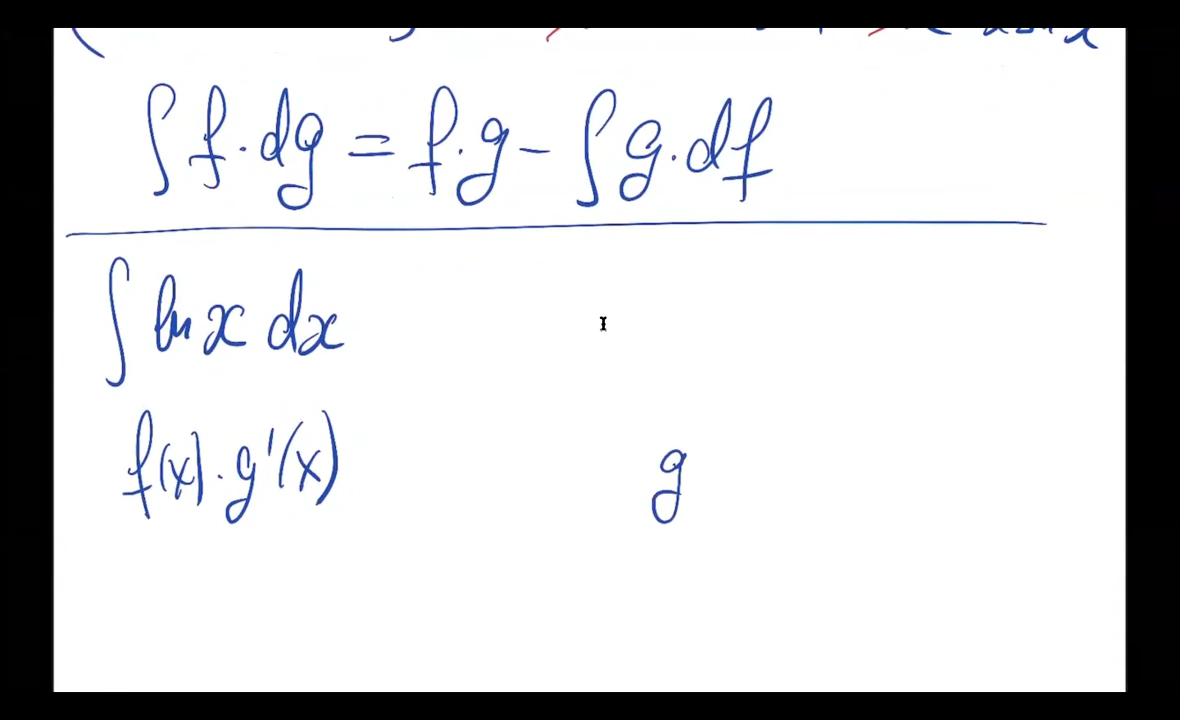 ∫ f · dg = f · g - ∫ g · df
∫ ln x dx
f(x) · g'(x)
g